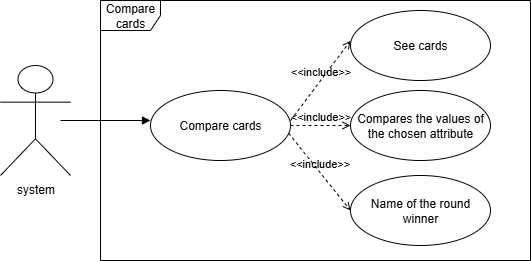 Compare
cards
See cards
<<include>>
<<include>>
Compare cards
Compares the values of
the chosen attribute
<<include>>
system
Name of the round
winner